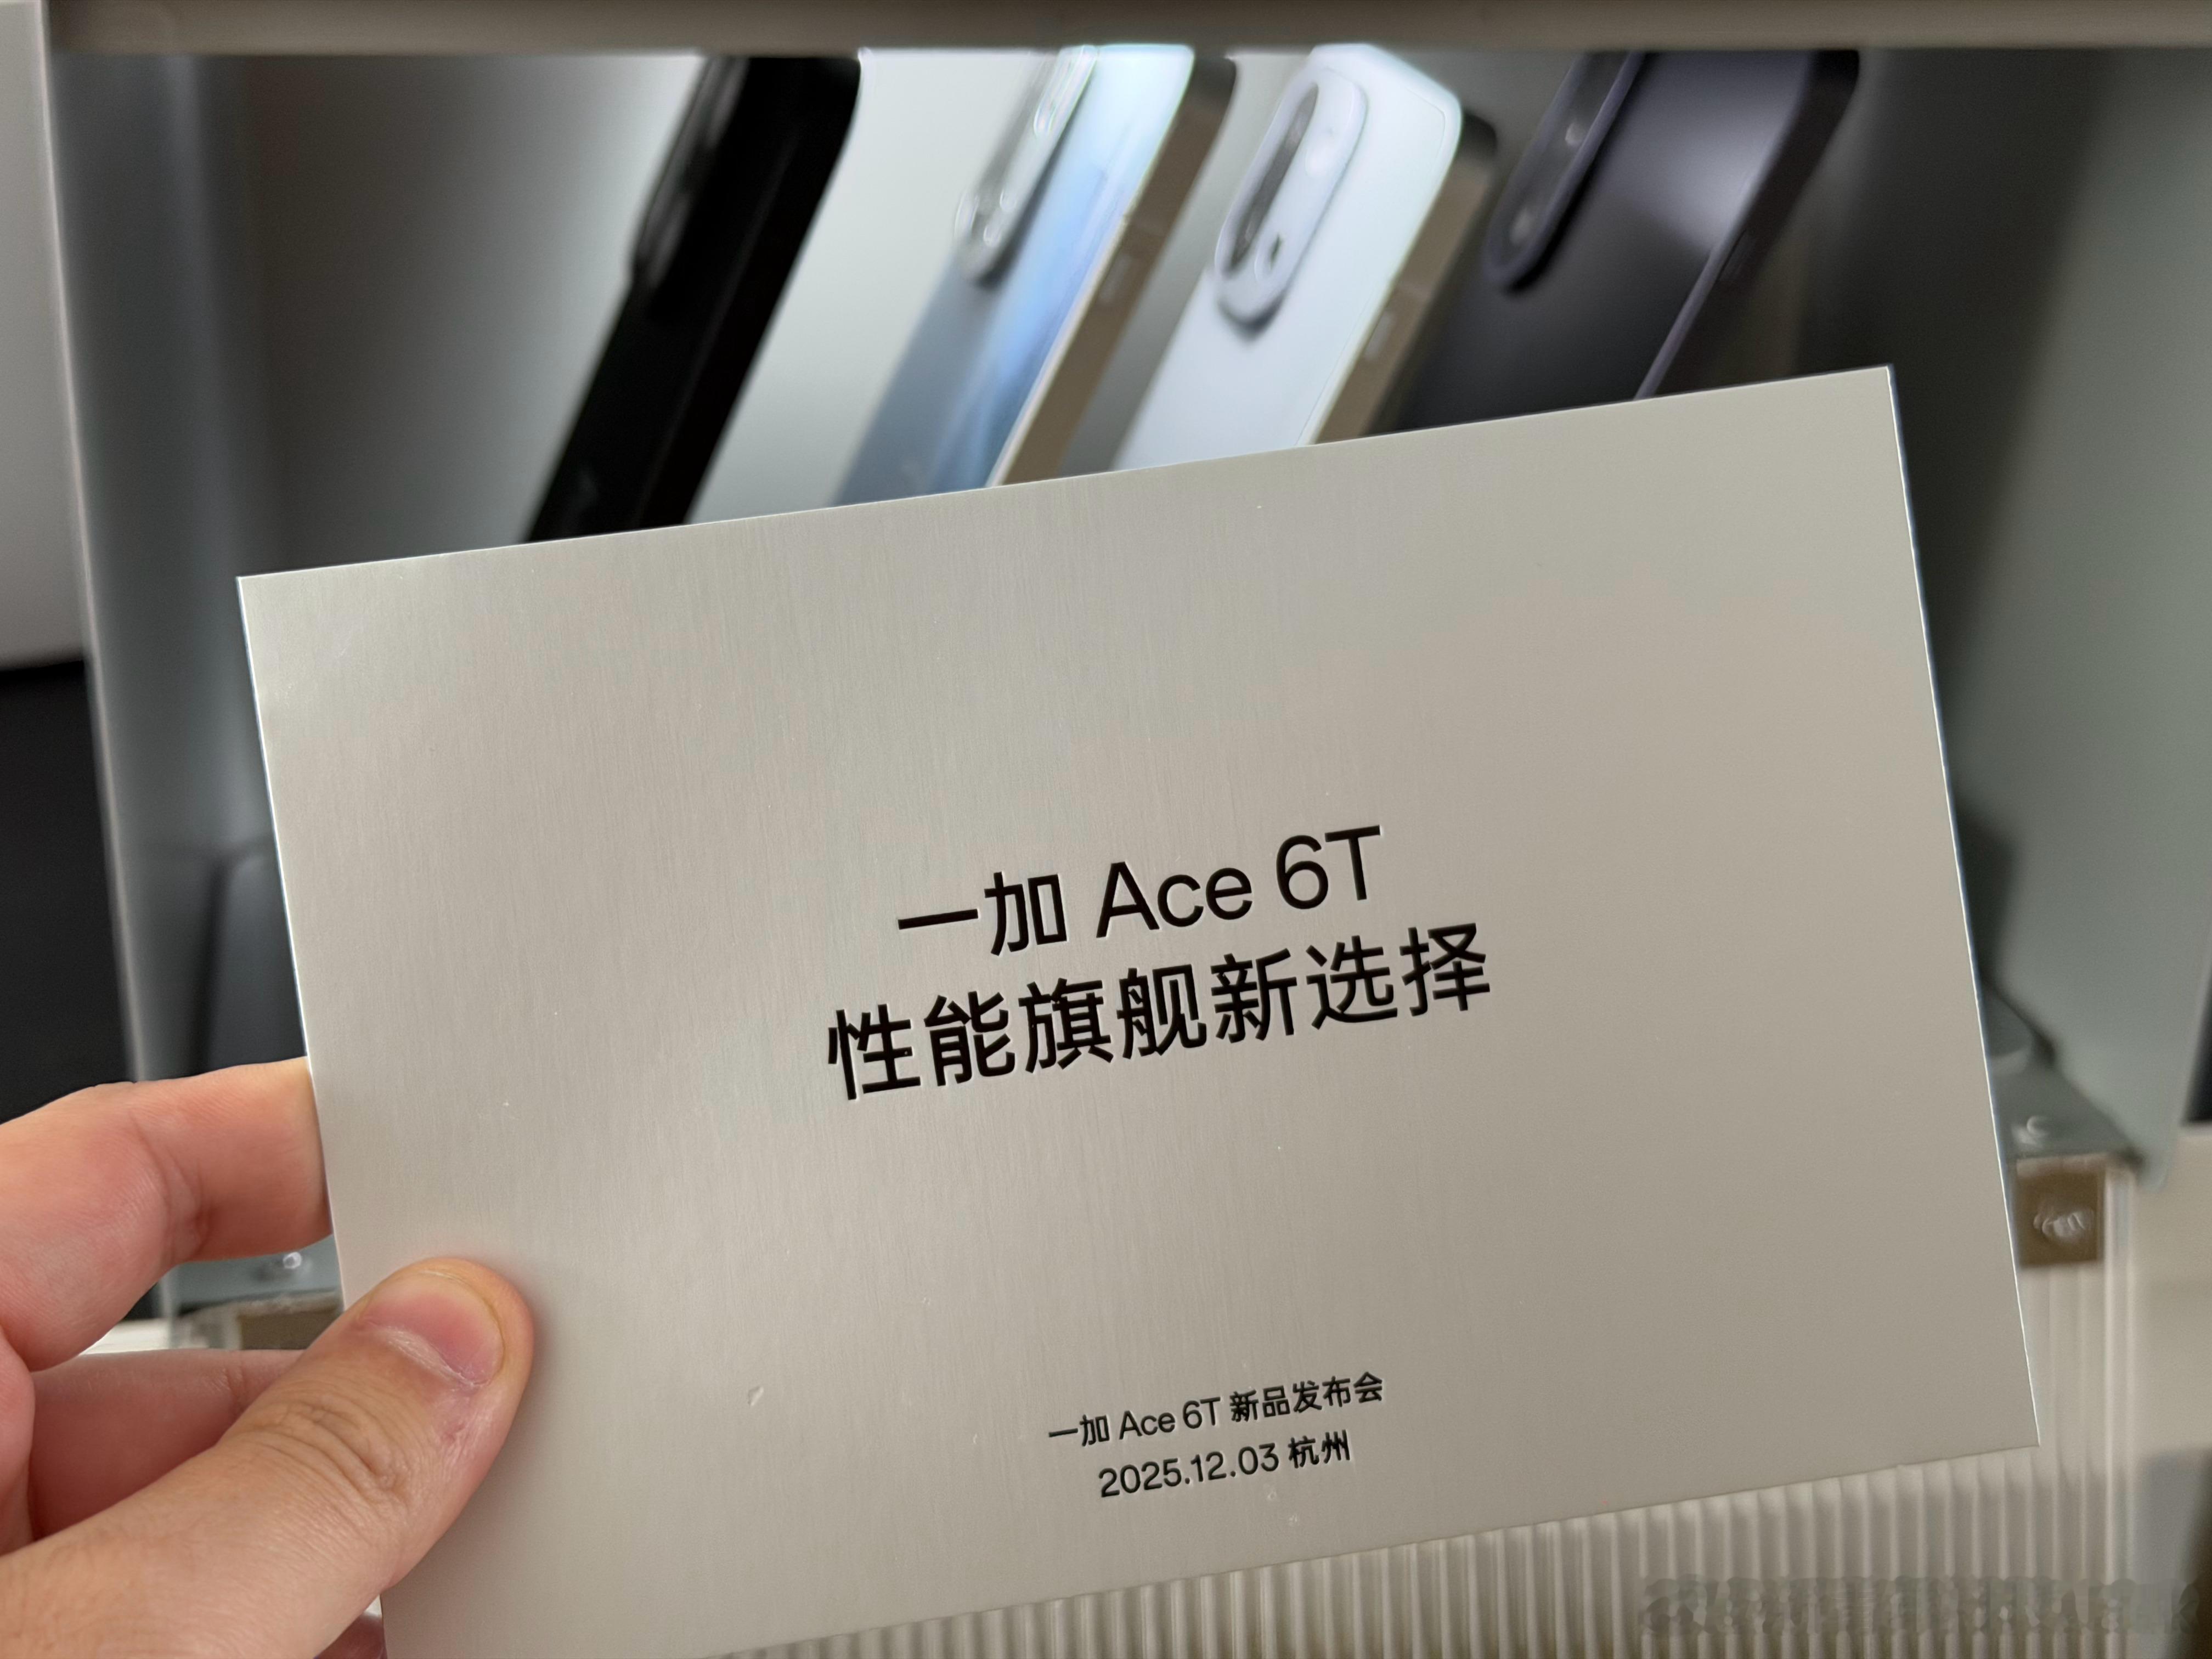 一加 Ace 6T
性能旗舰新选择
一加 Ace 6T 新品发布会
2025.12.03 杭州